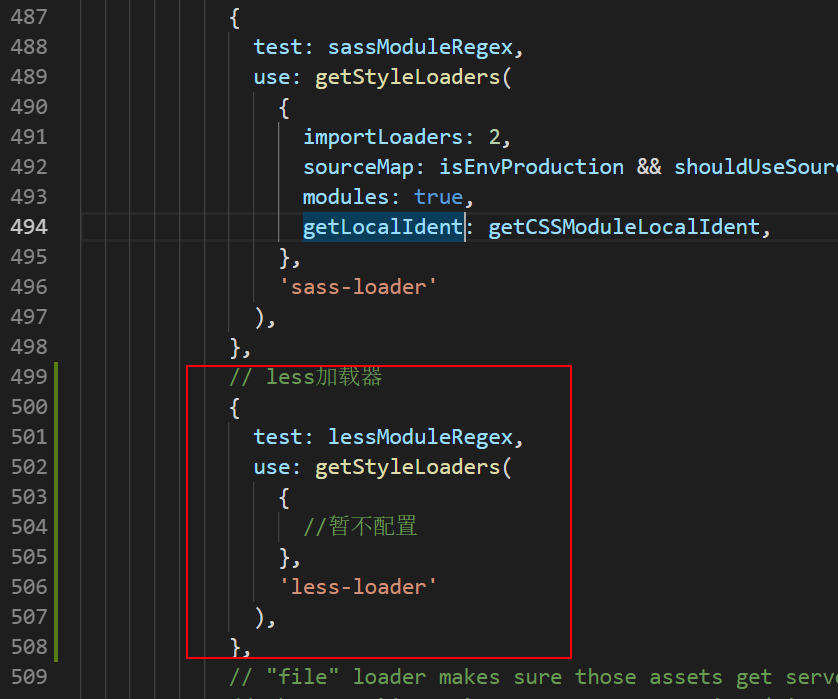 487 {
488 test: sassModuleRegex,
489 use: getStyleLoaders(
490 {
491 importLoaders: 2,
492 sourceMap: isEnvProduction && shouldUseSour
493 modules: true,
494 getLocalIdent: getCSSModuleLocalIdent,
495 },
496 'sass-loader'
497 ),
498 },
499 // less加载器
500 {
501 test: lessModuleRegex,
502 use: getStyleLoaders(
503 {
504 //暂不配置
505 },
506 'less-loader'
507 ),
508 },
509 // "file" loader makes sure those assets get serv